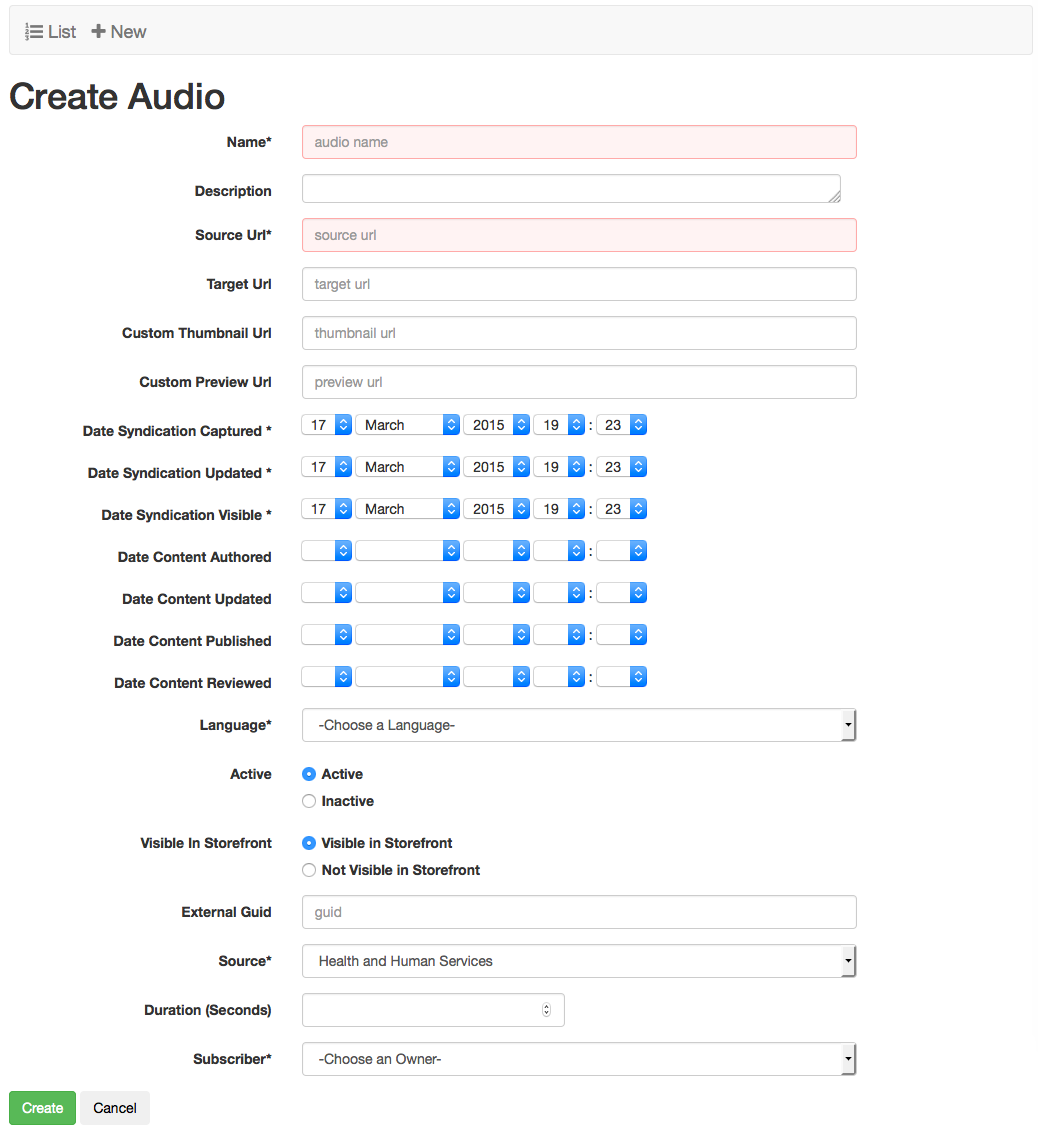 List New
Create Audio
Name* audio name
Description
Source Url* source url
Target Url target url
Custom Thumbnail Url thumbnail url
Custom Preview Url preview url
Date Syndication Captured * 17 March 2015 19 : 23
Date Syndication Updated * 17 March 2015 19 : 23
Date Syndication Visible * 17 March 2015 19 : 23
Date Content Authored :
Date Content Updated :
Date Content Published :
Date Content Reviewed :
Language* -Choose a Language-
Active Active
Inactive
Visible In Storefront Visible in Storefront
Not Visible in Storefront
External Guid guid
Source* Health and Human Services
Duration (Seconds)
Subscriber* -Choose an Owner-
Create Cancel